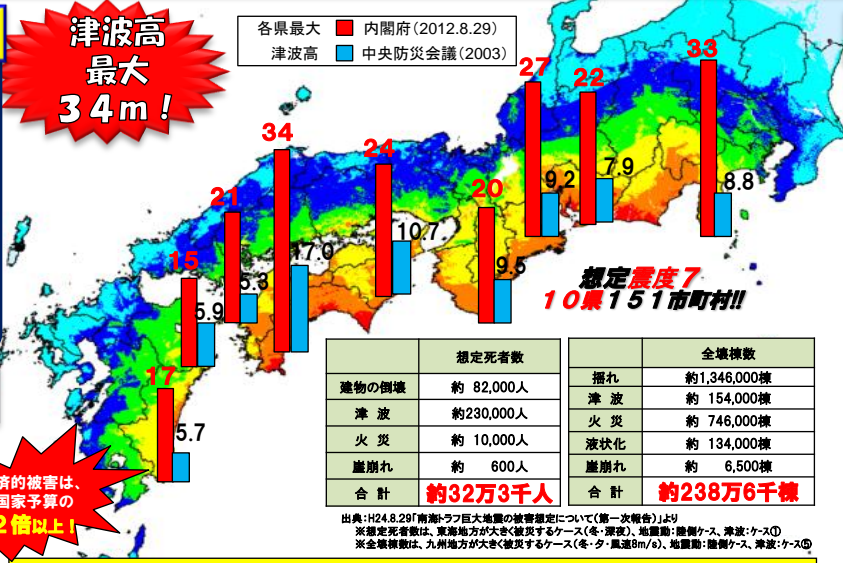 津波高
最大
34m！
各県最大 内閣府(2012.8.29)
津波高 中央防災会議(2003)
33
27
22
34
24
20
21
15
17
8.8
7.9
9.2
10.7
9.5
17.0
5.3
5.9
5.7
想定震度７
１０県１５１市町村!!
想定死者数
建物の倒壊 約 82,000人
津 波 約230,000人
火 災 約 10,000人
崖崩れ 約 600人
合 計 約32万3千人
全壊棟数
揺れ 約1,346,000棟
津 波 約 154,000棟
火 災 約 746,000棟
液状化 約 134,000棟
崖崩れ 約 6,500棟
合 計 約238万6千棟
済的被害は、
国家予算の
2倍以上！
出典：H24.8.29「南海トラフ巨大地震の被害想定について(第一次報告)」より
※想定死者数は、東海地方が大きく被災するケース(冬・深夜)、地震動：陸側ケース、津波：ケース①
※全壊棟数は、九州地方が大きく被災するケース(冬・夕・風速8m/s)、地震動：陸側ケース、津波：ケース⑤